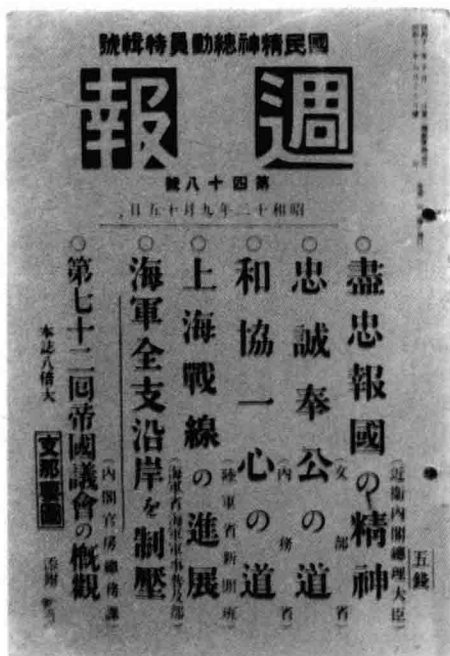 國民精神總動員特輯號
週報
第四十八號
昭和十二年九月十五日
五錢
○盡忠報國の精神（近衛內閣總理大臣）
○忠誠奉公の道（文部省）
○和協一心の道（內務省）
○上海戰線の進展（陸軍省新聞班）
○海軍全支沿岸を制壓（海軍省海軍軍事普及部）
○第七十二回帝國議會の槪觀（內閣官房總務課）
本誌八倍大
支那要圖